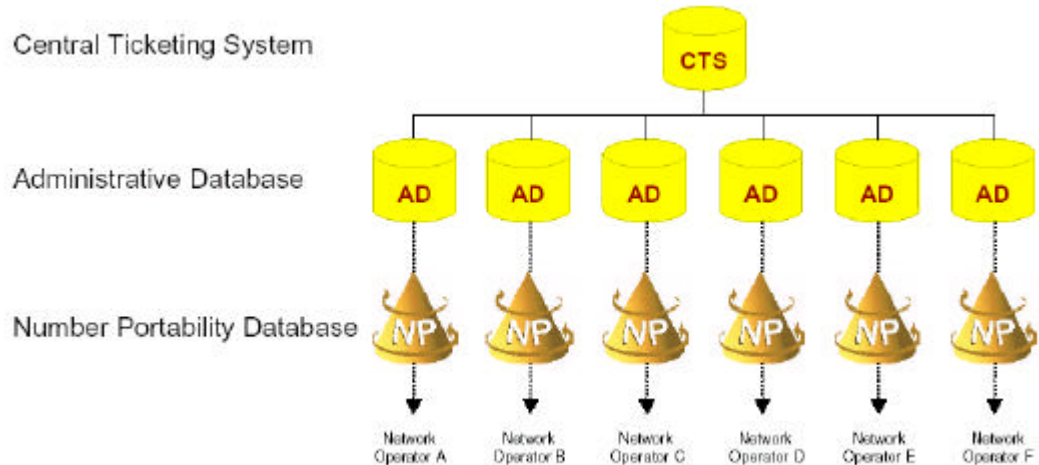 Central Ticketing System
CTS
Administrative Database
AD AD AD AD AD AD
Number Portability Database
NP NP NP NP NP NP
Network Network Network Network Network Network
Operator A Operator B Operator C Operator D Operator E Operator F